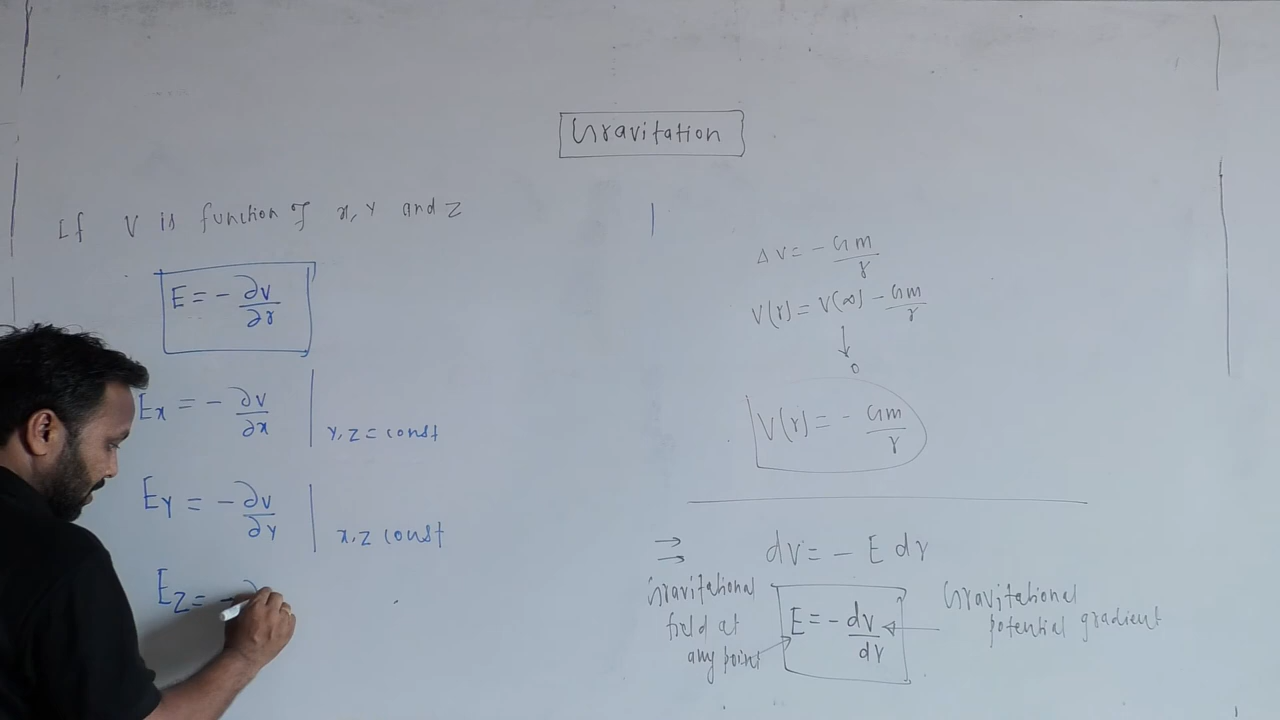 Gravitation
If V is function of x, y and z
E = - ∂V/∂r
Ex = - ∂V/∂x | y, z = const
Ey = - ∂V/∂y | x, z const
Ez = - ∂
ΔV = - Gm/r
V(r) = V(∞) - Gm/r
↓
0
V(r) = - Gm/r
⇒ dV = - E dr
Gravitational
field at
any point
E = - dV/dr
Gravitational
potential gradient